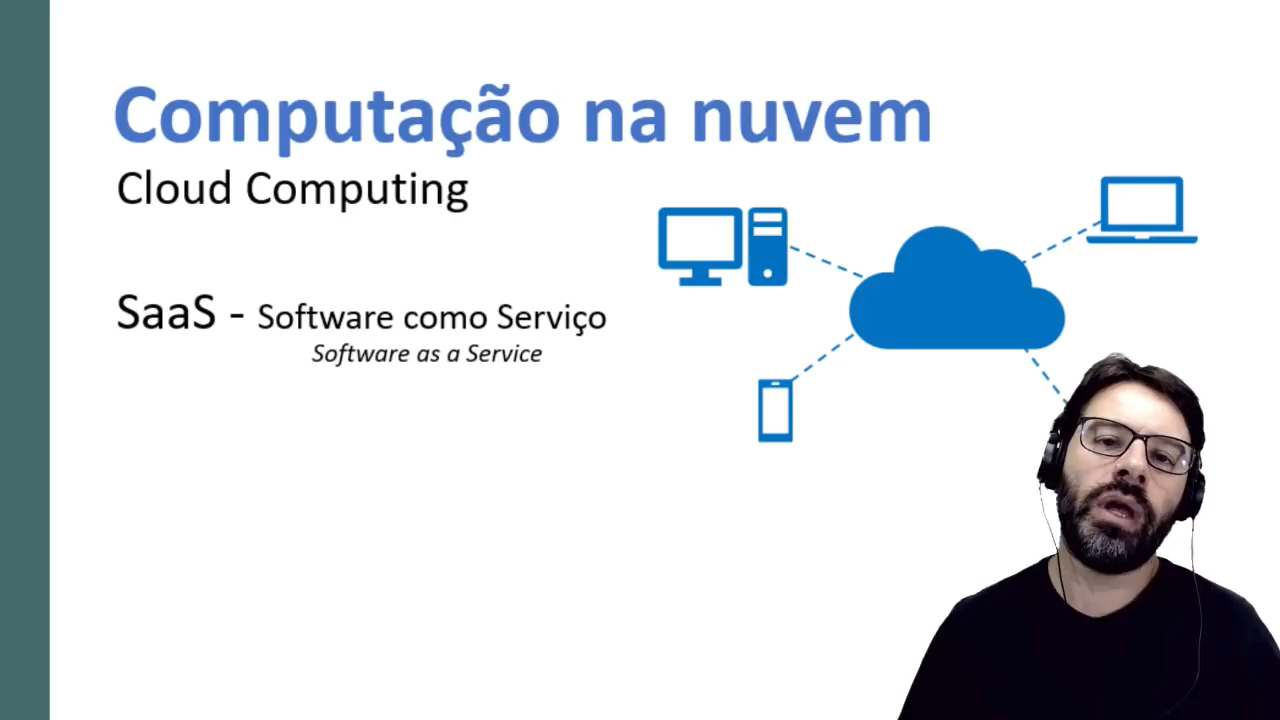 Computação na nuvem
Cloud Computing
SaaS - Software como Serviço
Software as a Service